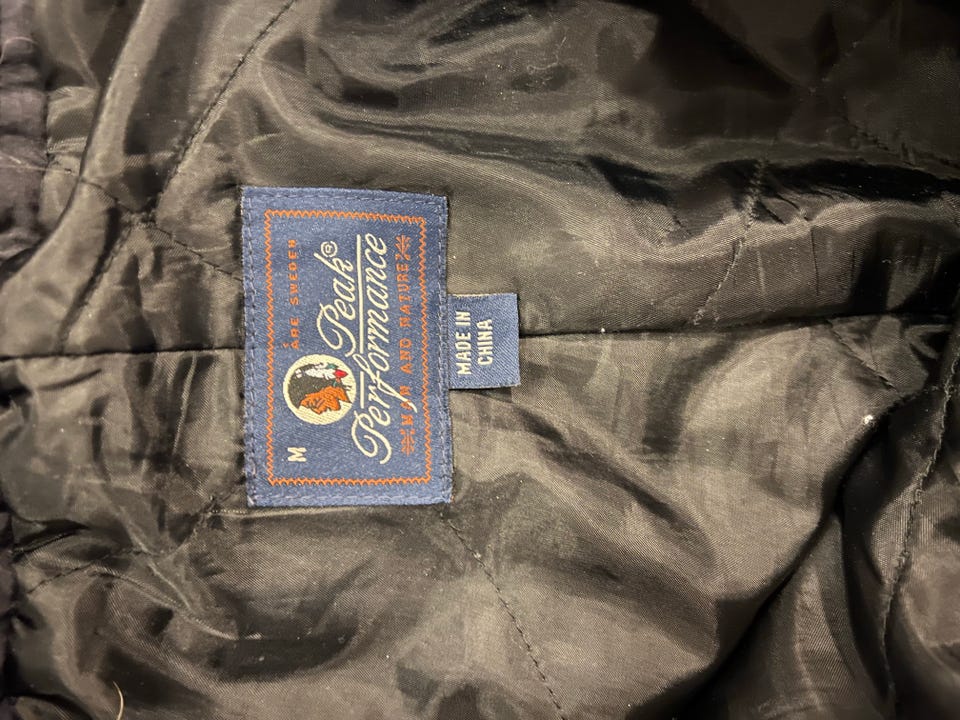 M
ÅRE SWEDEN
Peak®
Performance
MAN AND NATURE
MADE IN
CHINA